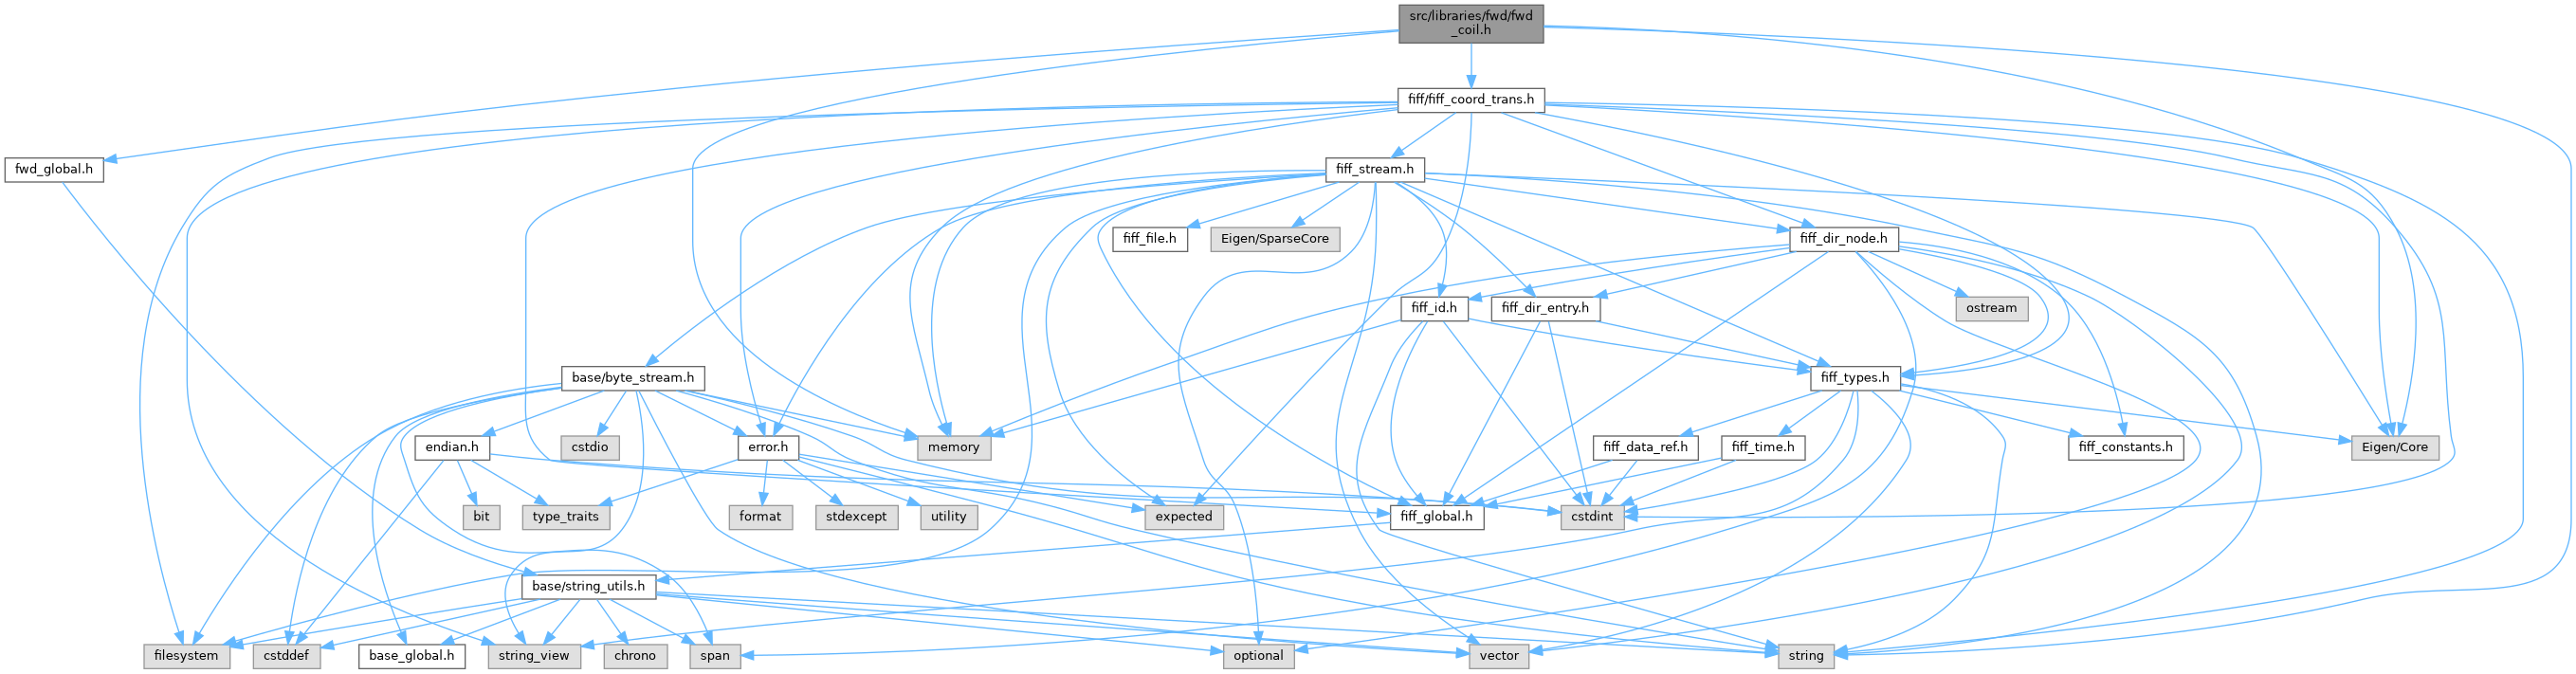 src/libraries/fwd/fwd
_coil.h
fiff/fiff_coord_trans.h
fwd_global.h
fiff_stream.h
fiff_file.h
Eigen/SparseCore
fiff_dir_node.h
fiff_id.h
fiff_dir_entry.h
ostream
base/byte_stream.h
fiff_types.h
endian.h
cstdio
error.h
memory
fiff_data_ref.h
fiff_time.h
fiff_constants.h
Eigen/Core
bit
type_traits
format
stdexcept
utility
expected
fiff_global.h
cstdint
base/string_utils.h
filesystem
cstddef
base_global.h
string_view
chrono
span
optional
vector
string